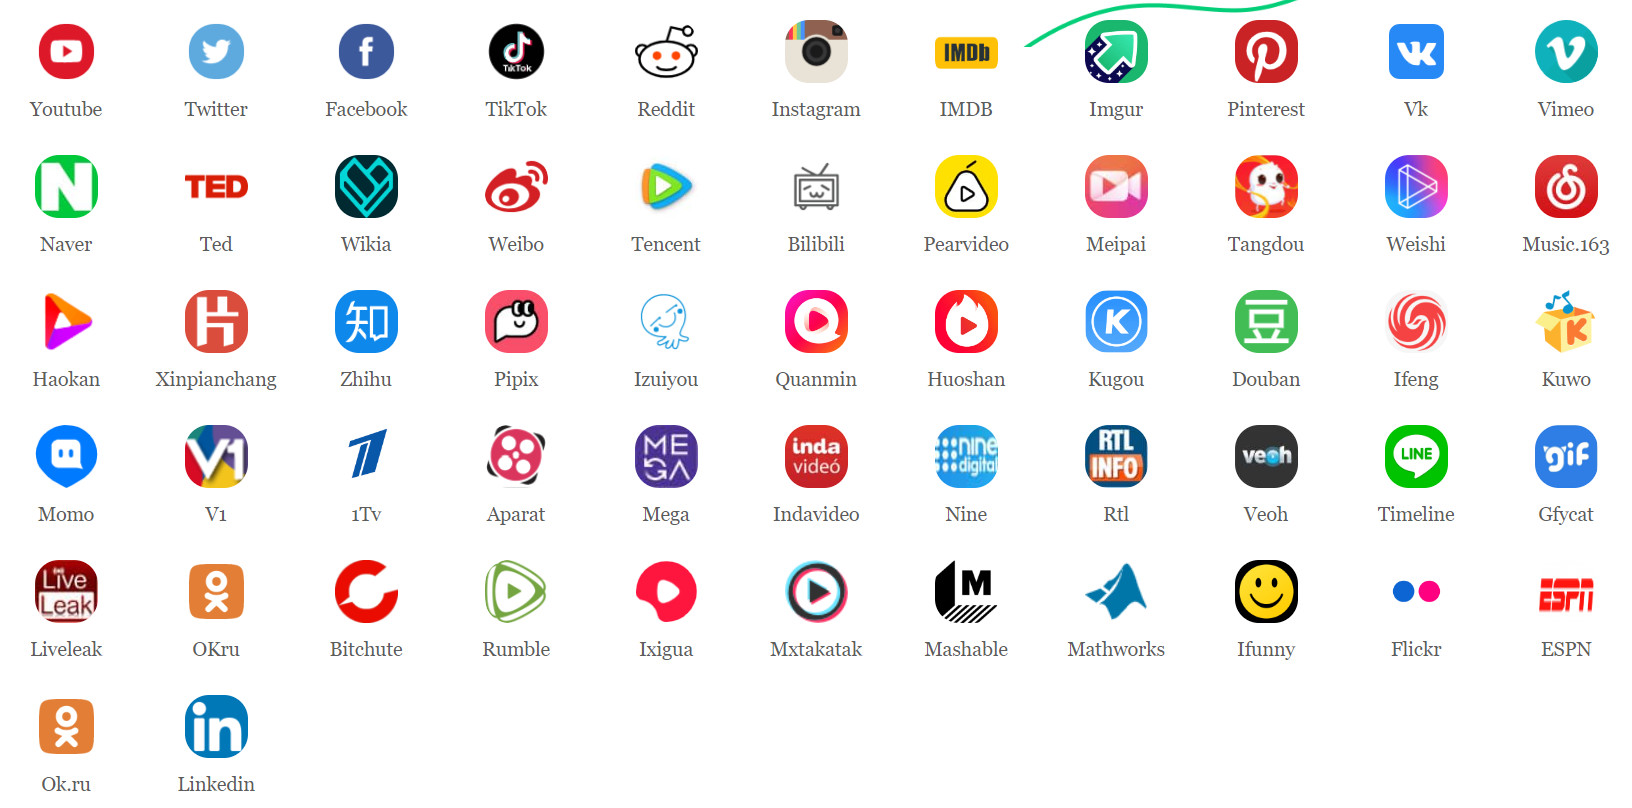 TikTok
IMDb
Youtube Twitter Facebook TikTok Reddit Instagram IMDB Imgur Pinterest Vk Vimeo
N TED
Naver Ted Wikia Weibo Tencent Bilibili Pearvideo Meipai Tangdou Weishi Music.163
知 K 豆 K
Haokan Xinpianchang Zhihu Pipix Izuiyou Quanmin Huoshan Kugou Douban Ifeng Kuwo
V1 MEGA inda videó nine digital RTL INFO veoh LINE gif
Momo V1 1Tv Aparat Mega Indavideo Nine Rtl Veoh Timeline Gfycat
Live Leak M ESPN
Liveleak OKru Bitchute Rumble Ixigua Mxtakatak Mashable Mathworks Ifunny Flickr ESPN
in
Ok.ru Linkedin